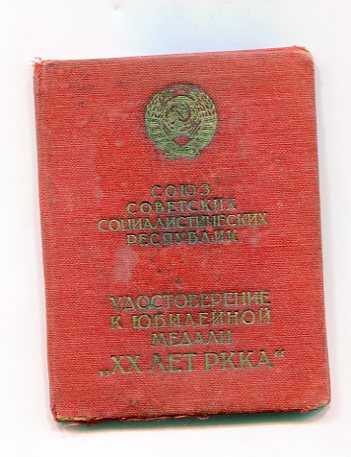 СОЮЗ
СОВЕТСКИХ
СОЦИАЛИСТИЧЕСКИХ
РЕСПУБЛИК
УДОСТОВЕРЕНИЕ
К ЮБИЛЕЙНОЙ
МЕДАЛИ
„XX ЛЕТ РККА“